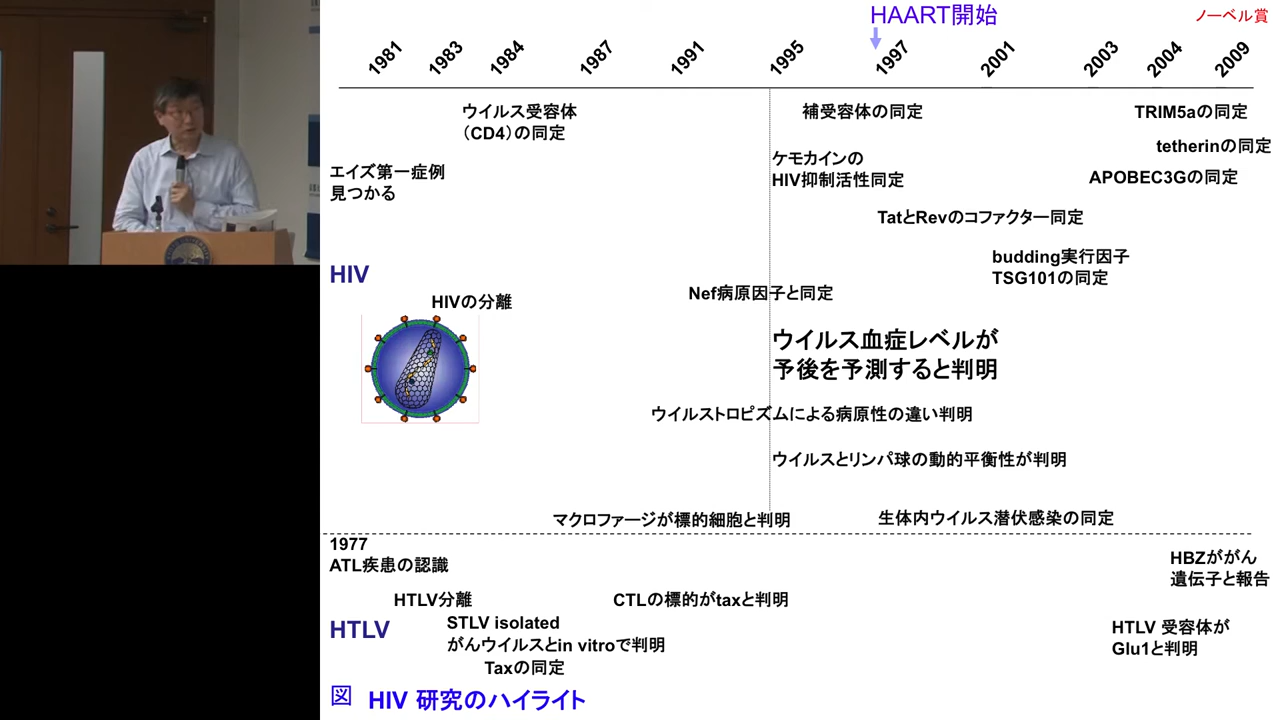 HAART開始
ノーベル賞
1981 1983 1984 1987 1991 1995 1997 2001 2003 2004 2009
ウイルス受容体
（CD4）の同定
補受容体の同定
TRIM5aの同定
tetherinの同定
エイズ第一症例
見つかる
ケモカインの
HIV抑制活性同定
APOBEC3Gの同定
TatとRevのコファクター同定
budding実行因子
TSG101の同定
HIV
Nef病原因子と同定
HIVの分離
ウイルス血症レベルが
予後を予測すると判明
ウイルストロピズムによる病原性の違い判明
ウイルスとリンパ球の動的平衡性が判明
マクロファージが標的細胞と判明
生体内ウイルス潜伏感染の同定
1977
ATL疾患の認識
HBZががん
遺伝子と報告
HTLV分離
CTLの標的がtaxと判明
HTLV
STLV isolated
がんウイルスとin vitroで判明
Taxの同定
HTLV 受容体が
Glu1と判明
図 HIV 研究のハイライト